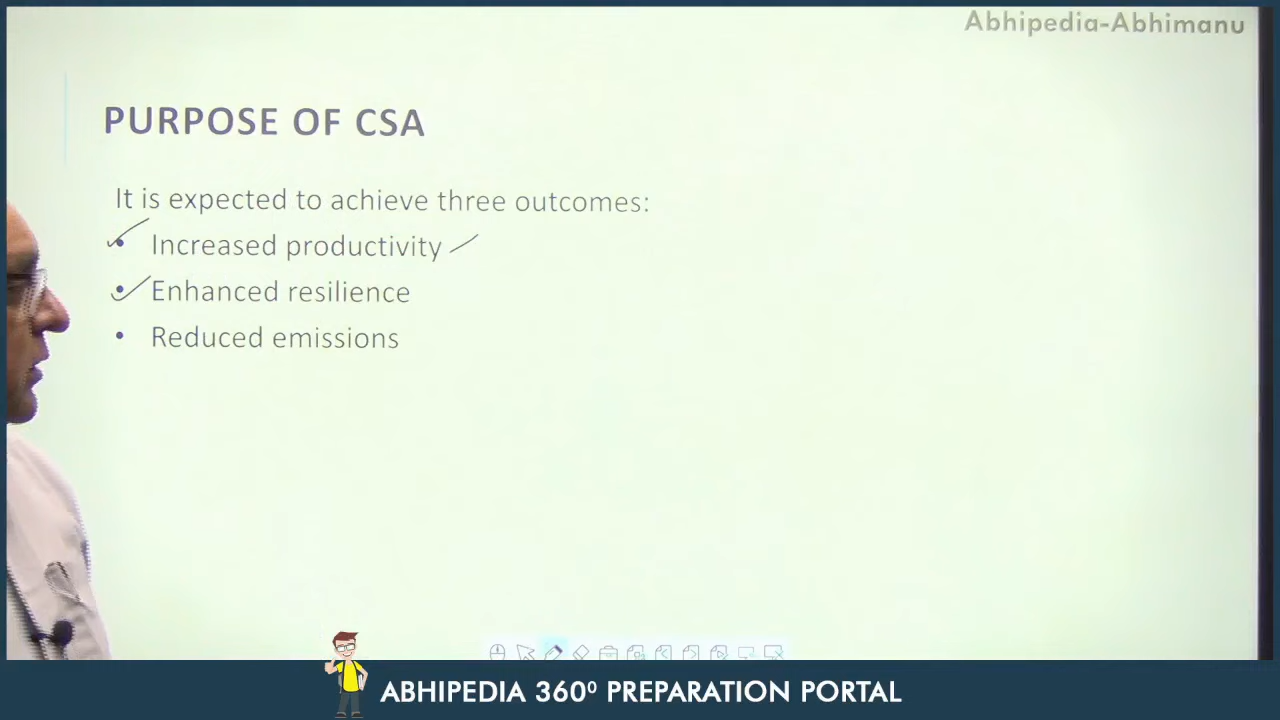 Abhipedia-Abhimanu
PURPOSE OF CSA
It is expected to achieve three outcomes:
• Increased productivity
• Enhanced resilience
• Reduced emissions
ABHIPEDIA 360⁰ PREPARATION PORTAL